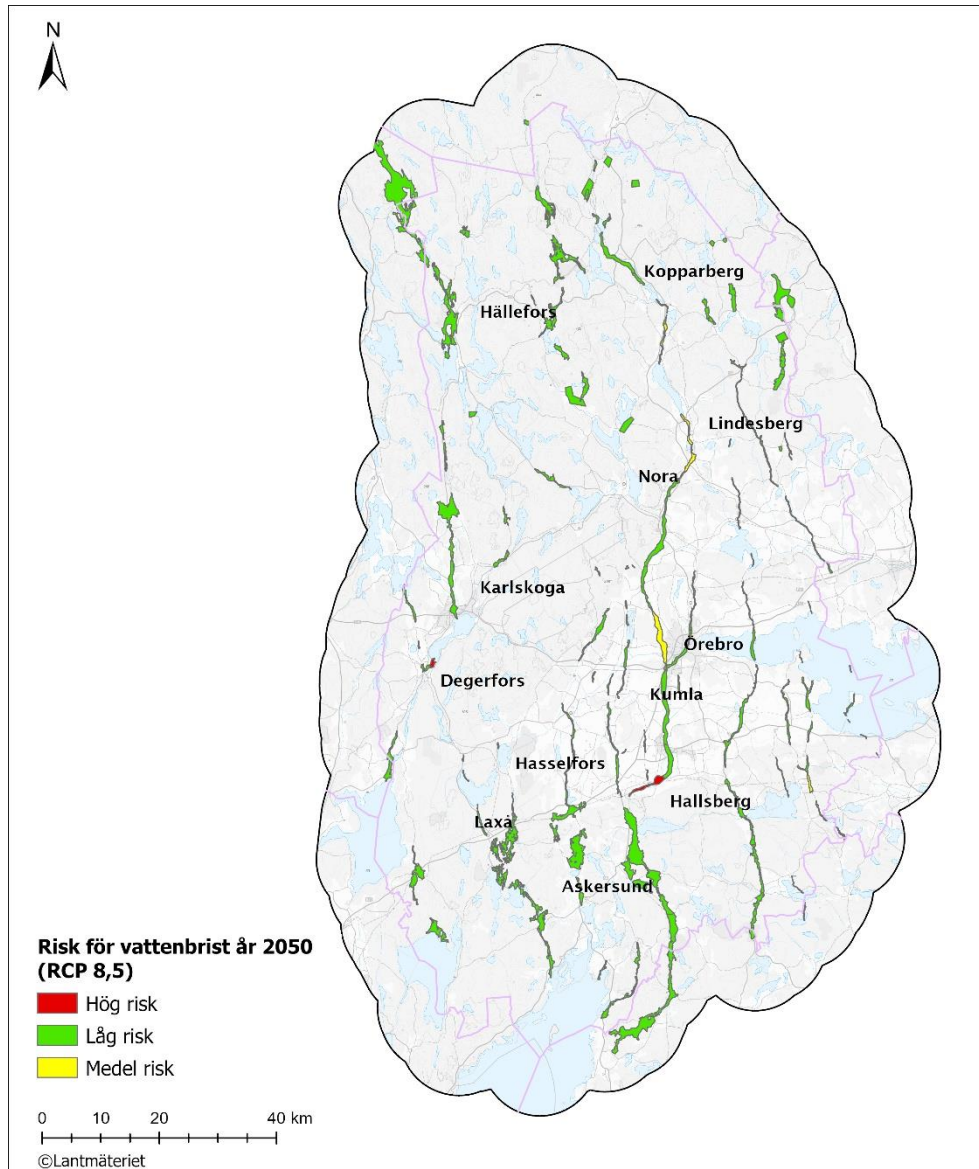 N
Kopparberg
Hällefors
Lindesberg
Nora
Karlskoga
Örebro
Degerfors
Kumla
Hasselfors
Hallsberg
Laxå
Askersund
Risk för vattenbrist år 2050
(RCP 8,5)
Hög risk
Låg risk
Medel risk
0 10 20 40 km
©Lantmäteriet